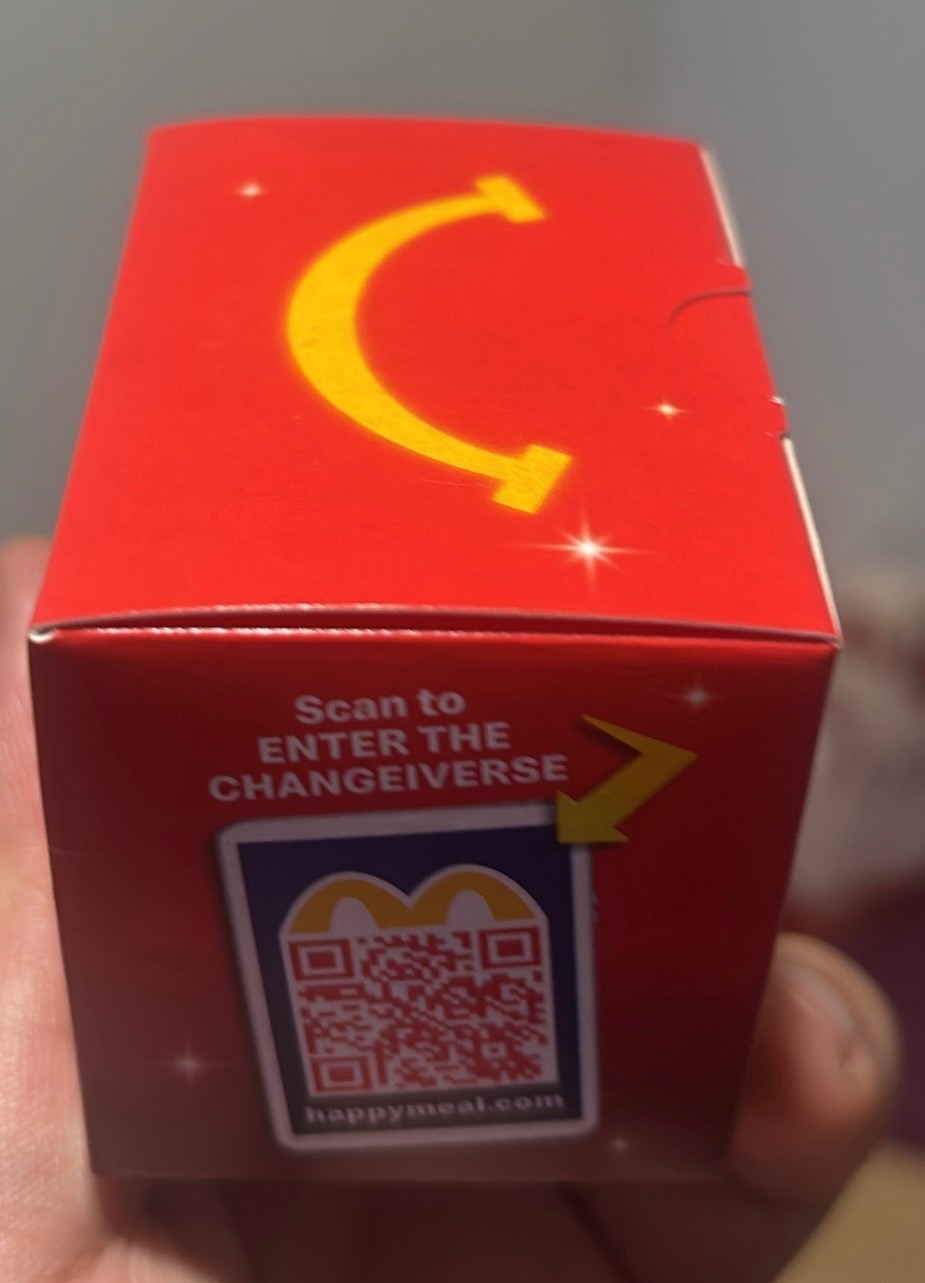 Scan to
ENTER THE
CHANGEIVERSE
happymeal.com